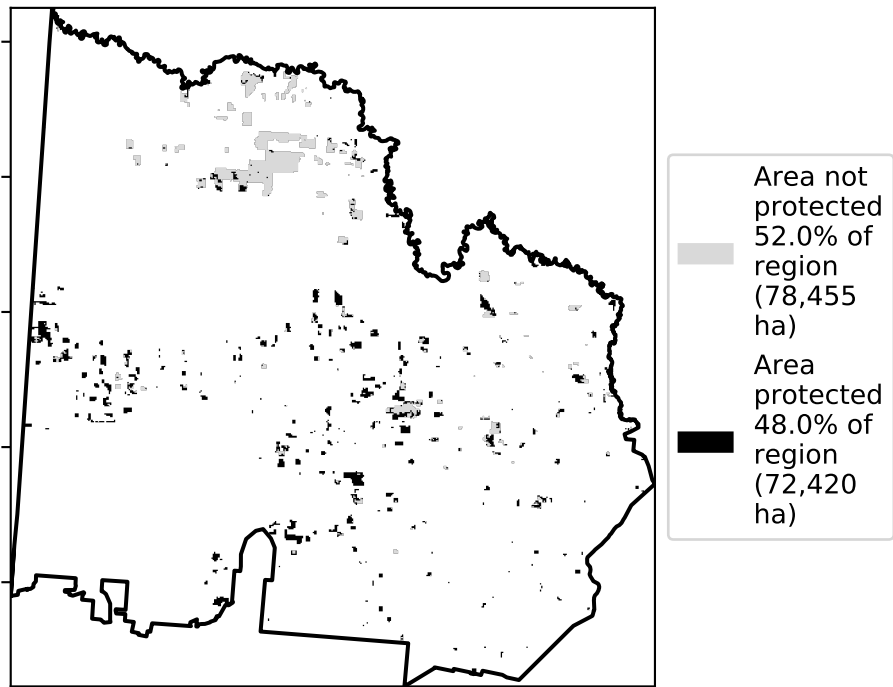 Area not
protected
52.0% of
region
(78,455
ha)
Area
protected
48.0% of
region
(72,420
ha)